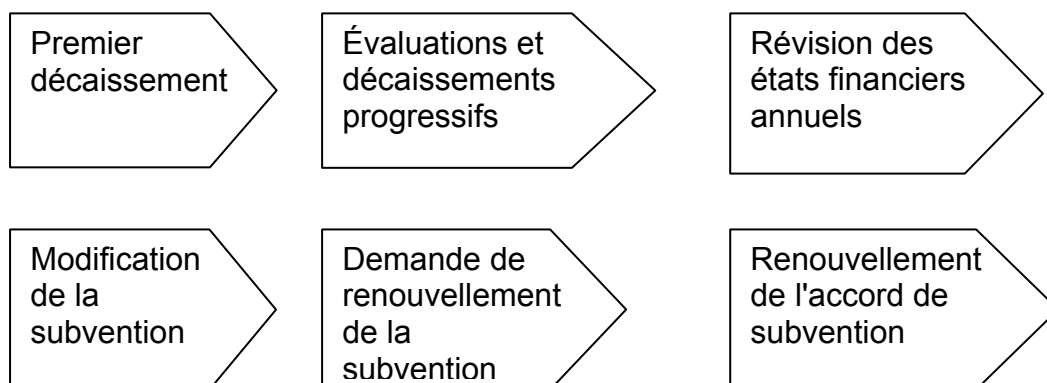 Premier
décaissement
Évaluations et
décaissements
progressifs
Révision des
états financiers
annuels
Modification
de la
subvention
Demande de
renouvellement
de la
subvention
Renouvellement
de l'accord de
subvention